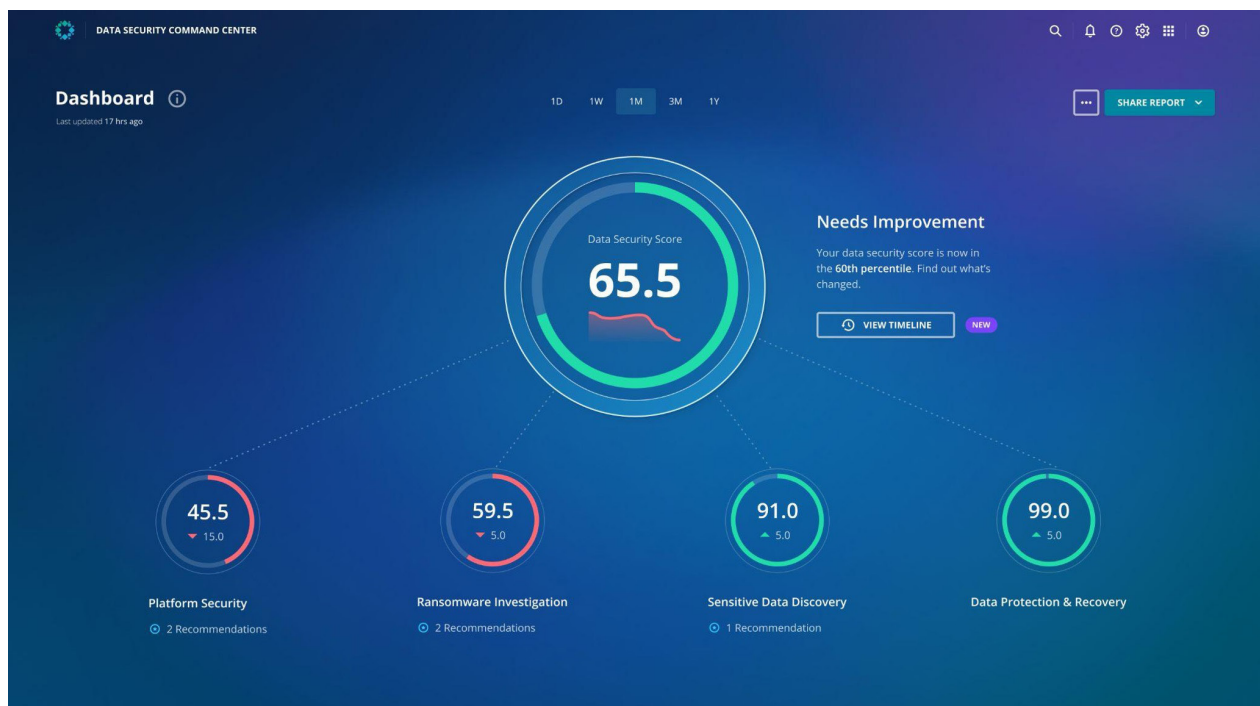 DATA SECURITY COMMAND CENTER
Dashboard
Last updated 17 hrs ago
1D 1W 1M 3M 1Y
SHARE REPORT
Data Security Score
65.5
Needs Improvement
Your data security score is now in
the 60th percentile. Find out what's
changed.
VIEW TIMELINE NEW
45.5
15.0
Platform Security
2 Recommendations
59.5
5.0
Ransomware Investigation
2 Recommendations
91.0
5.0
Sensitive Data Discovery
1 Recommendation
99.0
5.0
Data Protection & Recovery